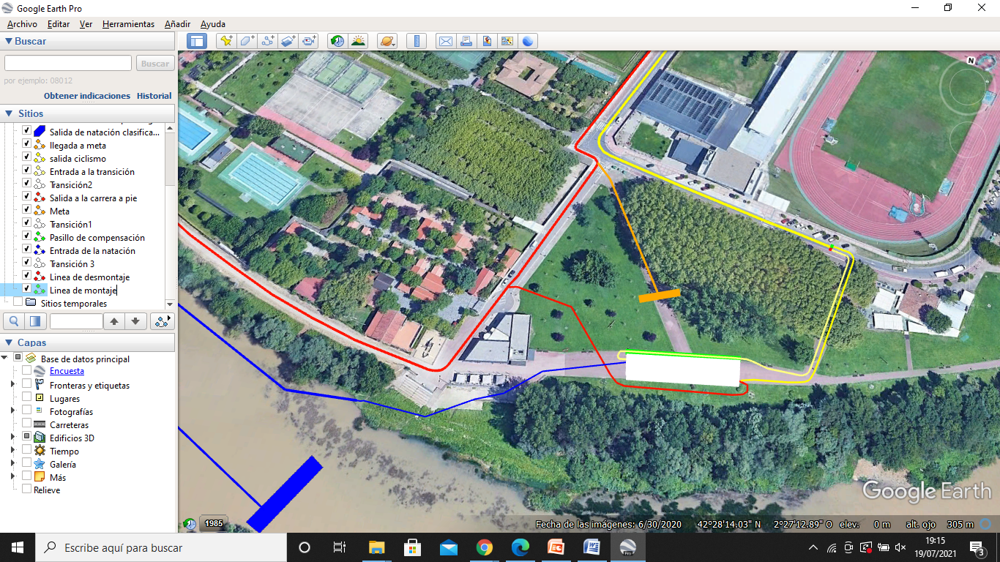 Google Earth Pro
Archivo Editar Ver Herramientas Añadir Ayuda
Buscar
Buscar
por ejemplo: 08012
Obtener indicaciones Historial
Sitios
Salida de natación clasifica...
llegada a meta
salida ciclismo
Entrada a la transición
Transición2
Salida a la carrera a pie
Meta
Transición1
Pasillo de compensación
Entrada de la natación
Transición 3
Linea de desmontaje
Linea de montaje
Sitios temporales
Capas
Base de datos principal
Encuesta
Fronteras y etiquetas
Lugares
Fotografías
Carreteras
Edificios 3D
Tiempo
Galería
Más
Relieve
N
Google Earth
1985
Fecha de las imágenes: 6/30/2020 42°28'14.03" N 2°27'12.89" O elev. 0 m alt. ojo 305 m
Escribe aquí para buscar
19:15
19/07/2021
3